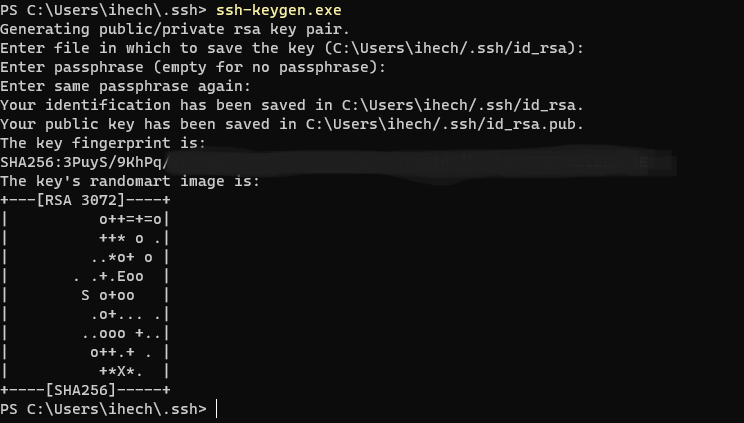 PS C:\Users\ihech\.ssh> ssh-keygen.exe
Generating public/private rsa key pair.
Enter file in which to save the key (C:\Users\ihech/.ssh/id_rsa):
Enter passphrase (empty for no passphrase):
Enter same passphrase again:
Your identification has been saved in C:\Users\ihech/.ssh/id_rsa.
Your public key has been saved in C:\Users\ihech/.ssh/id_rsa.pub.
The key fingerprint is:
SHA256:3PuyS/9KhPq/
The key's randomart image is:
+---[RSA 3072]----+
|           o++=+=o|
|           ++* o .|
|          ..*o+ o |
|        . .+.Eoo  |
|         S o+oo   |
|          .o+... .|
|         ..ooo +..|
|          o++.+ . |
|           +*X*.  |
+----[SHA256]-----+
PS C:\Users\ihech\.ssh>